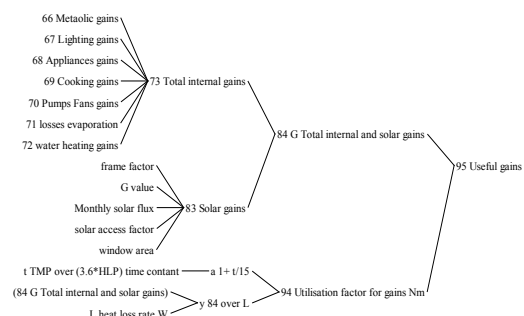 66 Metaolic gains
67 Lighting gains
68 Appliances gains
69 Cooking gains
70 Pumps Fans gains
71 losses evaporation
72 water heating gains
73 Total internal gains
frame factor
G value
Monthly solar flux
solar access factor
window area
83 Solar gains
84 G Total internal and solar gains
t TMP over (3.6*HLP) time contant
a 1+ t/15
(84 G Total internal and solar gains)
L heat loss rate W
y 84 over L
94 Utilisation factor for gains Nm
95 Useful gains